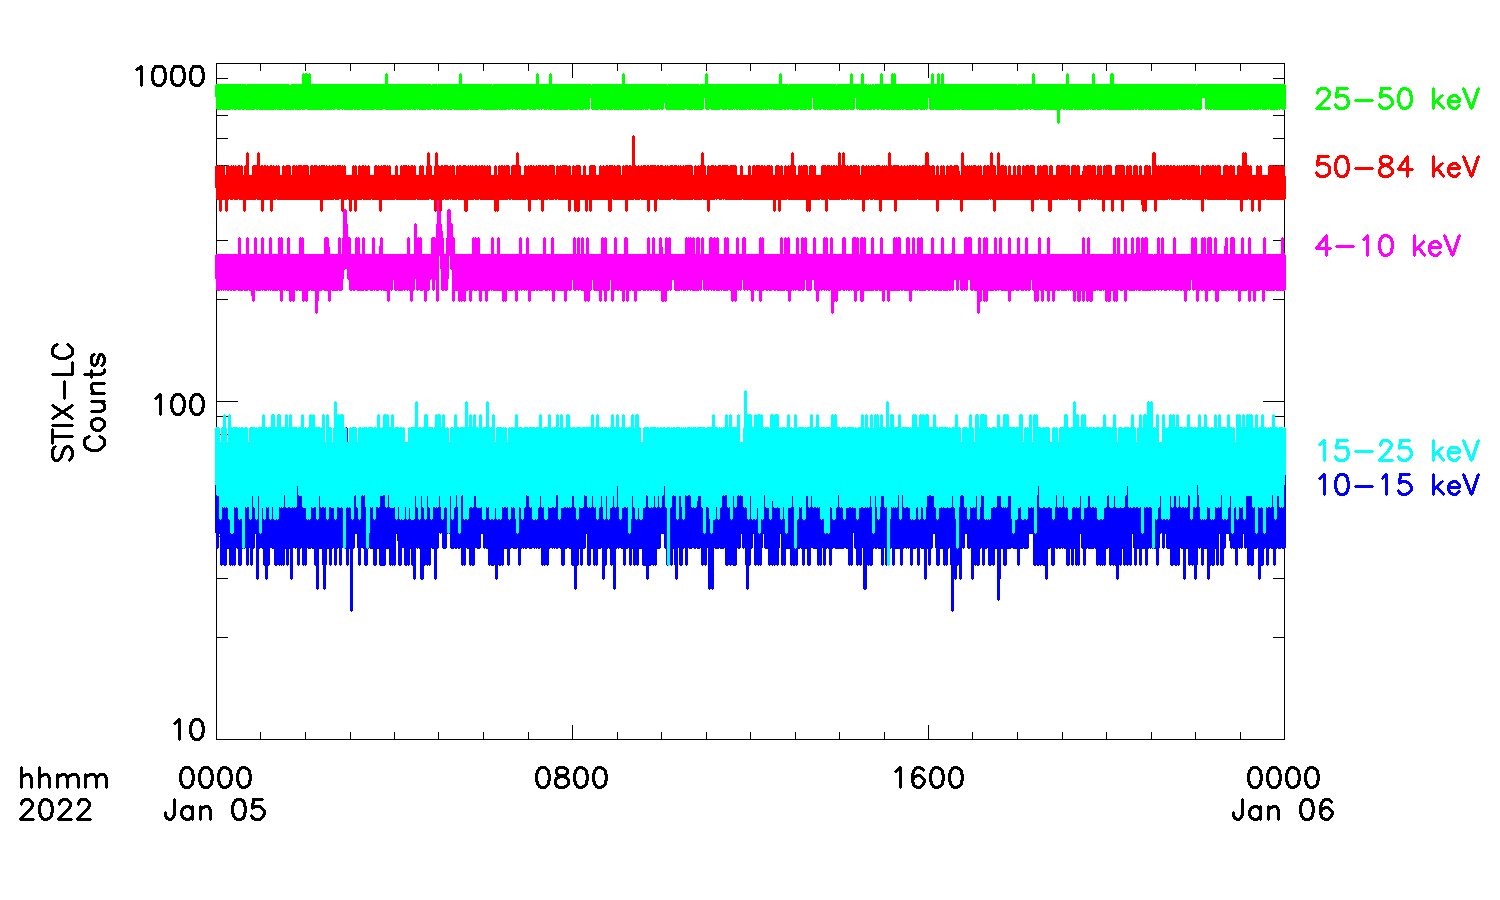 1000
25-50 keV
50-84 keV
4-10 keV
STIX-LC
Counts
100
15-25 keV
10-15 keV
10
hhmm 0000 0800 1600 0000
2022 Jan 05 Jan 06